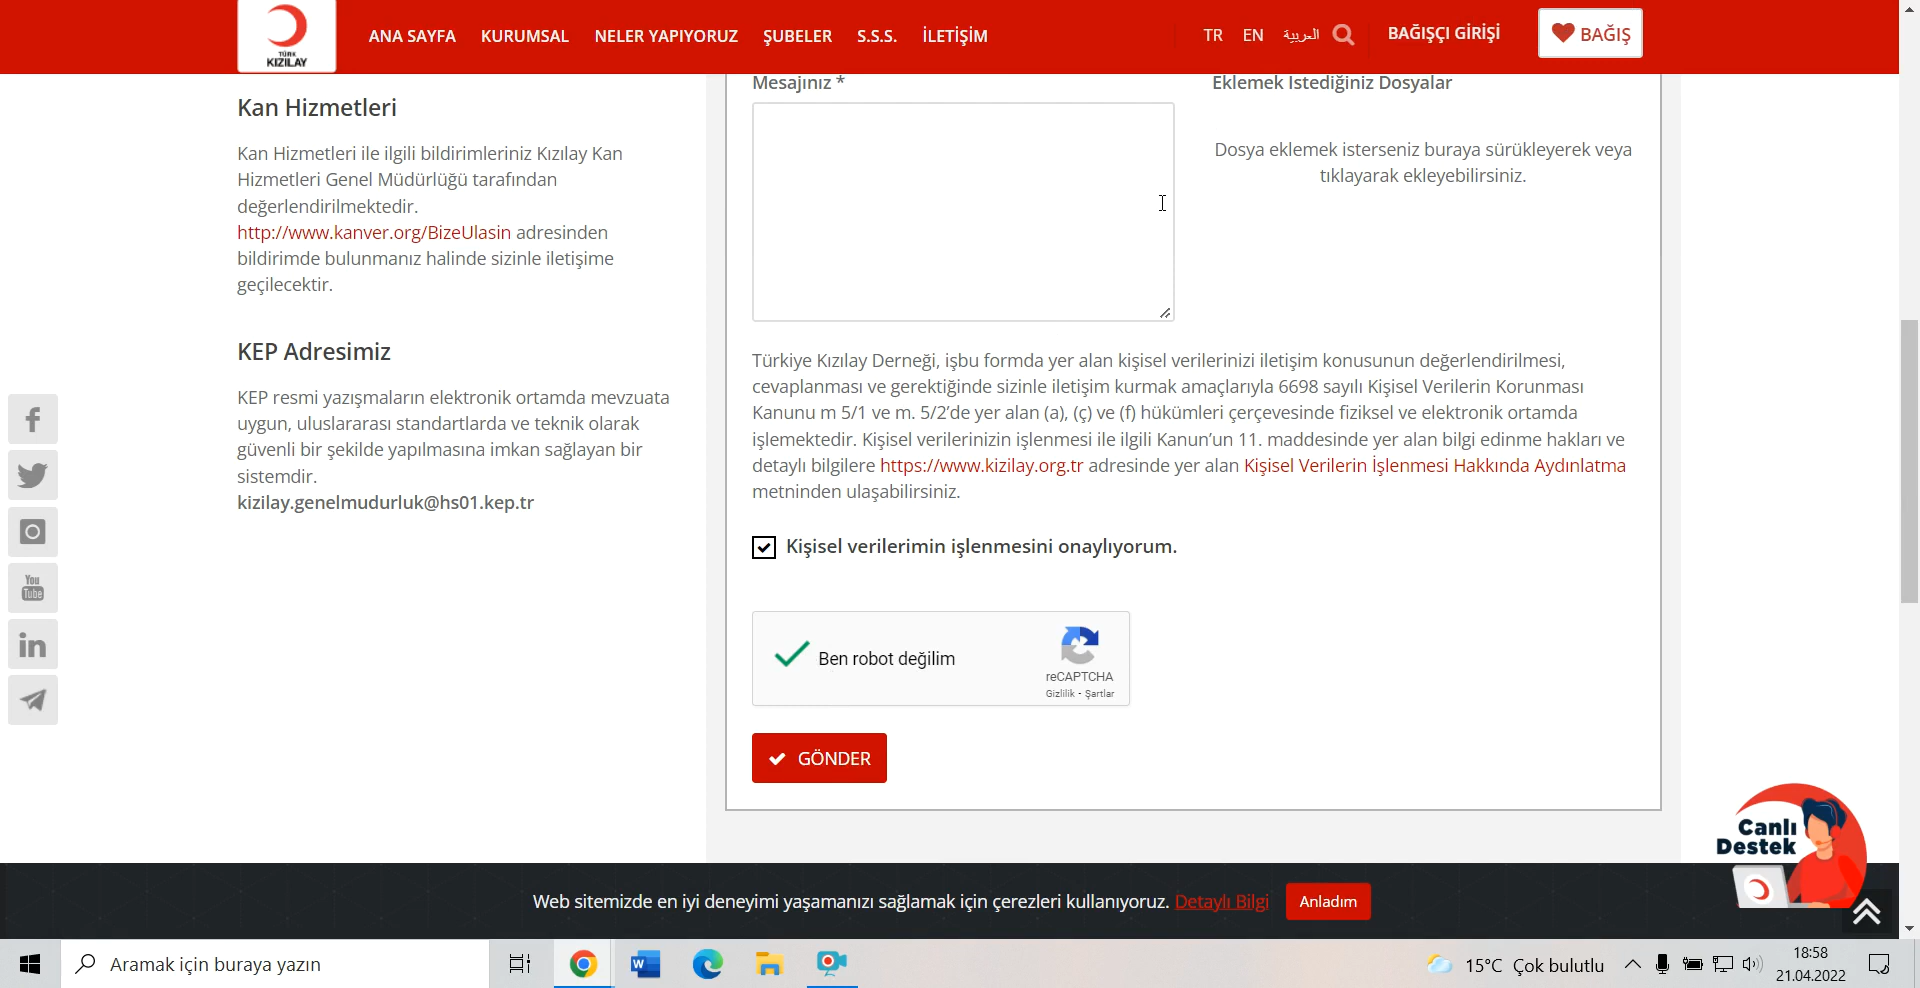 TÜRK
KIZILAY
ANA SAYFA KURUMSAL NELER YAPIYORUZ ŞUBELER S.S.S. İLETİŞİM
TR EN العربية BAĞIŞÇI GİRİŞİ BAĞIŞ
Kan Hizmetleri
Kan Hizmetleri ile ilgili bildirimleriniz Kızılay Kan
Hizmetleri Genel Müdürlüğü tarafından
değerlendirilmektedir.
http://www.kanver.org/BizeUlasin adresinden
bildirimde bulunmanız halinde sizinle iletişime
geçilecektir.
KEP Adresimiz
KEP resmi yazışmaların elektronik ortamda mevzuata
uygun, uluslararası standartlarda ve teknik olarak
güvenli bir şekilde yapılmasına imkan sağlayan bir
sistemdir.
kizilay.genelmudurluk@hs01.kep.tr
You
Tube
in
Mesajınız *
Eklemek İstediğiniz Dosyalar
Dosya eklemek isterseniz buraya sürükleyerek veya
tıklayarak ekleyebilirsiniz.
Türkiye Kızılay Derneği, işbu formda yer alan kişisel verilerinizi iletişim konusunun değerlendirilmesi,
cevaplanması ve gerektiğinde sizinle iletişim kurmak amaçlarıyla 6698 sayılı Kişisel Verilerin Korunması
Kanunu m 5/1 ve m. 5/2’de yer alan (a), (ç) ve (f) hükümleri çerçevesinde fiziksel ve elektronik ortamda
işlemektedir. Kişisel verilerinizin işlenmesi ile ilgili Kanun’un 11. maddesinde yer alan bilgi edinme hakları ve
detaylı bilgilere https://www.kizilay.org.tr adresinde yer alan Kişisel Verilerin İşlenmesi Hakkında Aydınlatma
metninden ulaşabilirsiniz.
Kişisel verilerimin işlenmesini onaylıyorum.
Ben robot değilim
reCAPTCHA
Gizlilik - Şartlar
GÖNDER
Canlı
Destek
Web sitemizde en iyi deneyimi yaşamanızı sağlamak için çerezleri kullanıyoruz. Detaylı Bilgi Anladım
Aramak için buraya yazın
15°C Çok bulutlu
18:58
21.04.2022